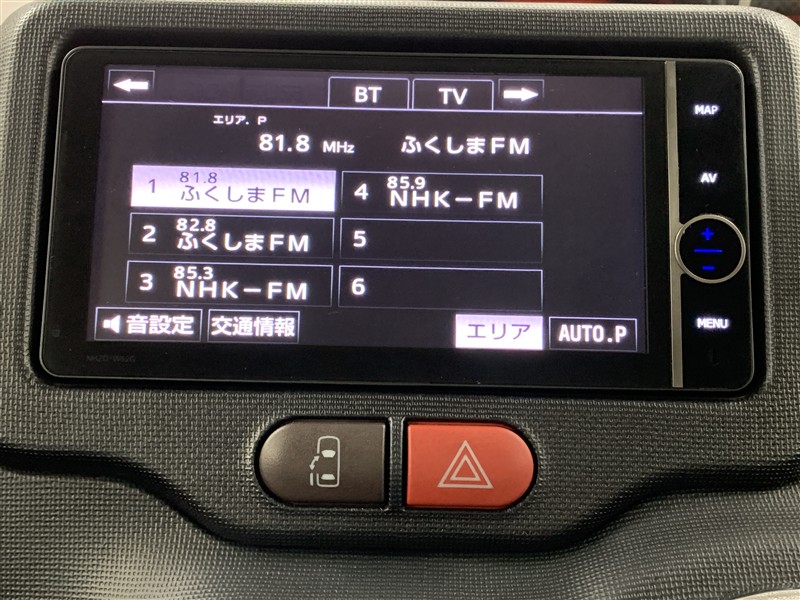 BT TV
エリア. P
81.8 MHz ふくしまFM
1 81.8 ふくしまFM
4 85.9 NHK-FM
2 82.8 ふくしまFM
5
3 85.3 NHK-FM
6
音設定 交通情報 エリア AUTO.P
MAP
AV
+
-
MENU